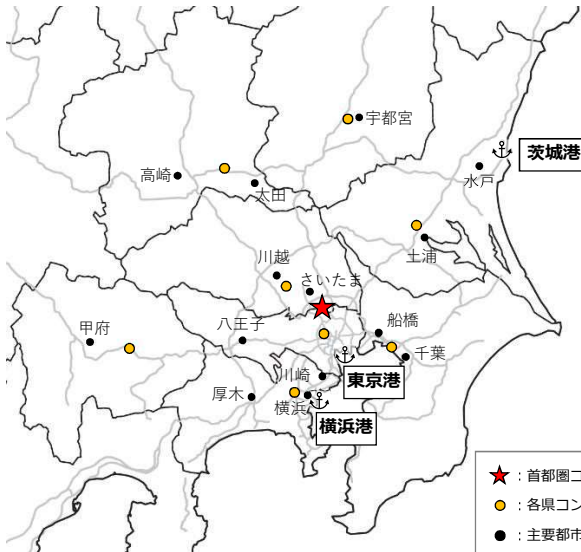 宇都宮
茨城港
水戸
高崎
太田
土浦
川越
さいたま
甲府
八王子
船橋
千葉
川崎
東京港
厚木
横浜
横浜港
：首都圏コ
：各県コン
：主要都市